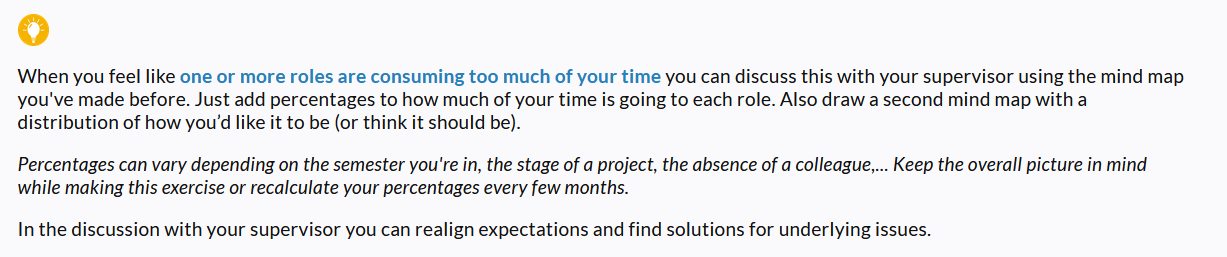 When you feel like one or more roles are consuming too much of your time you can discuss this with your supervisor using the mind map
you've made before. Just add percentages to how much of your time is going to each role. Also draw a second mind map with a
distribution of how you’d like it to be (or think it should be).
Percentages can vary depending on the semester you're in, the stage of a project, the absence of a colleague,... Keep the overall picture in mind
while making this exercise or recalculate your percentages every few months.
In the discussion with your supervisor you can realign expectations and find solutions for underlying issues.